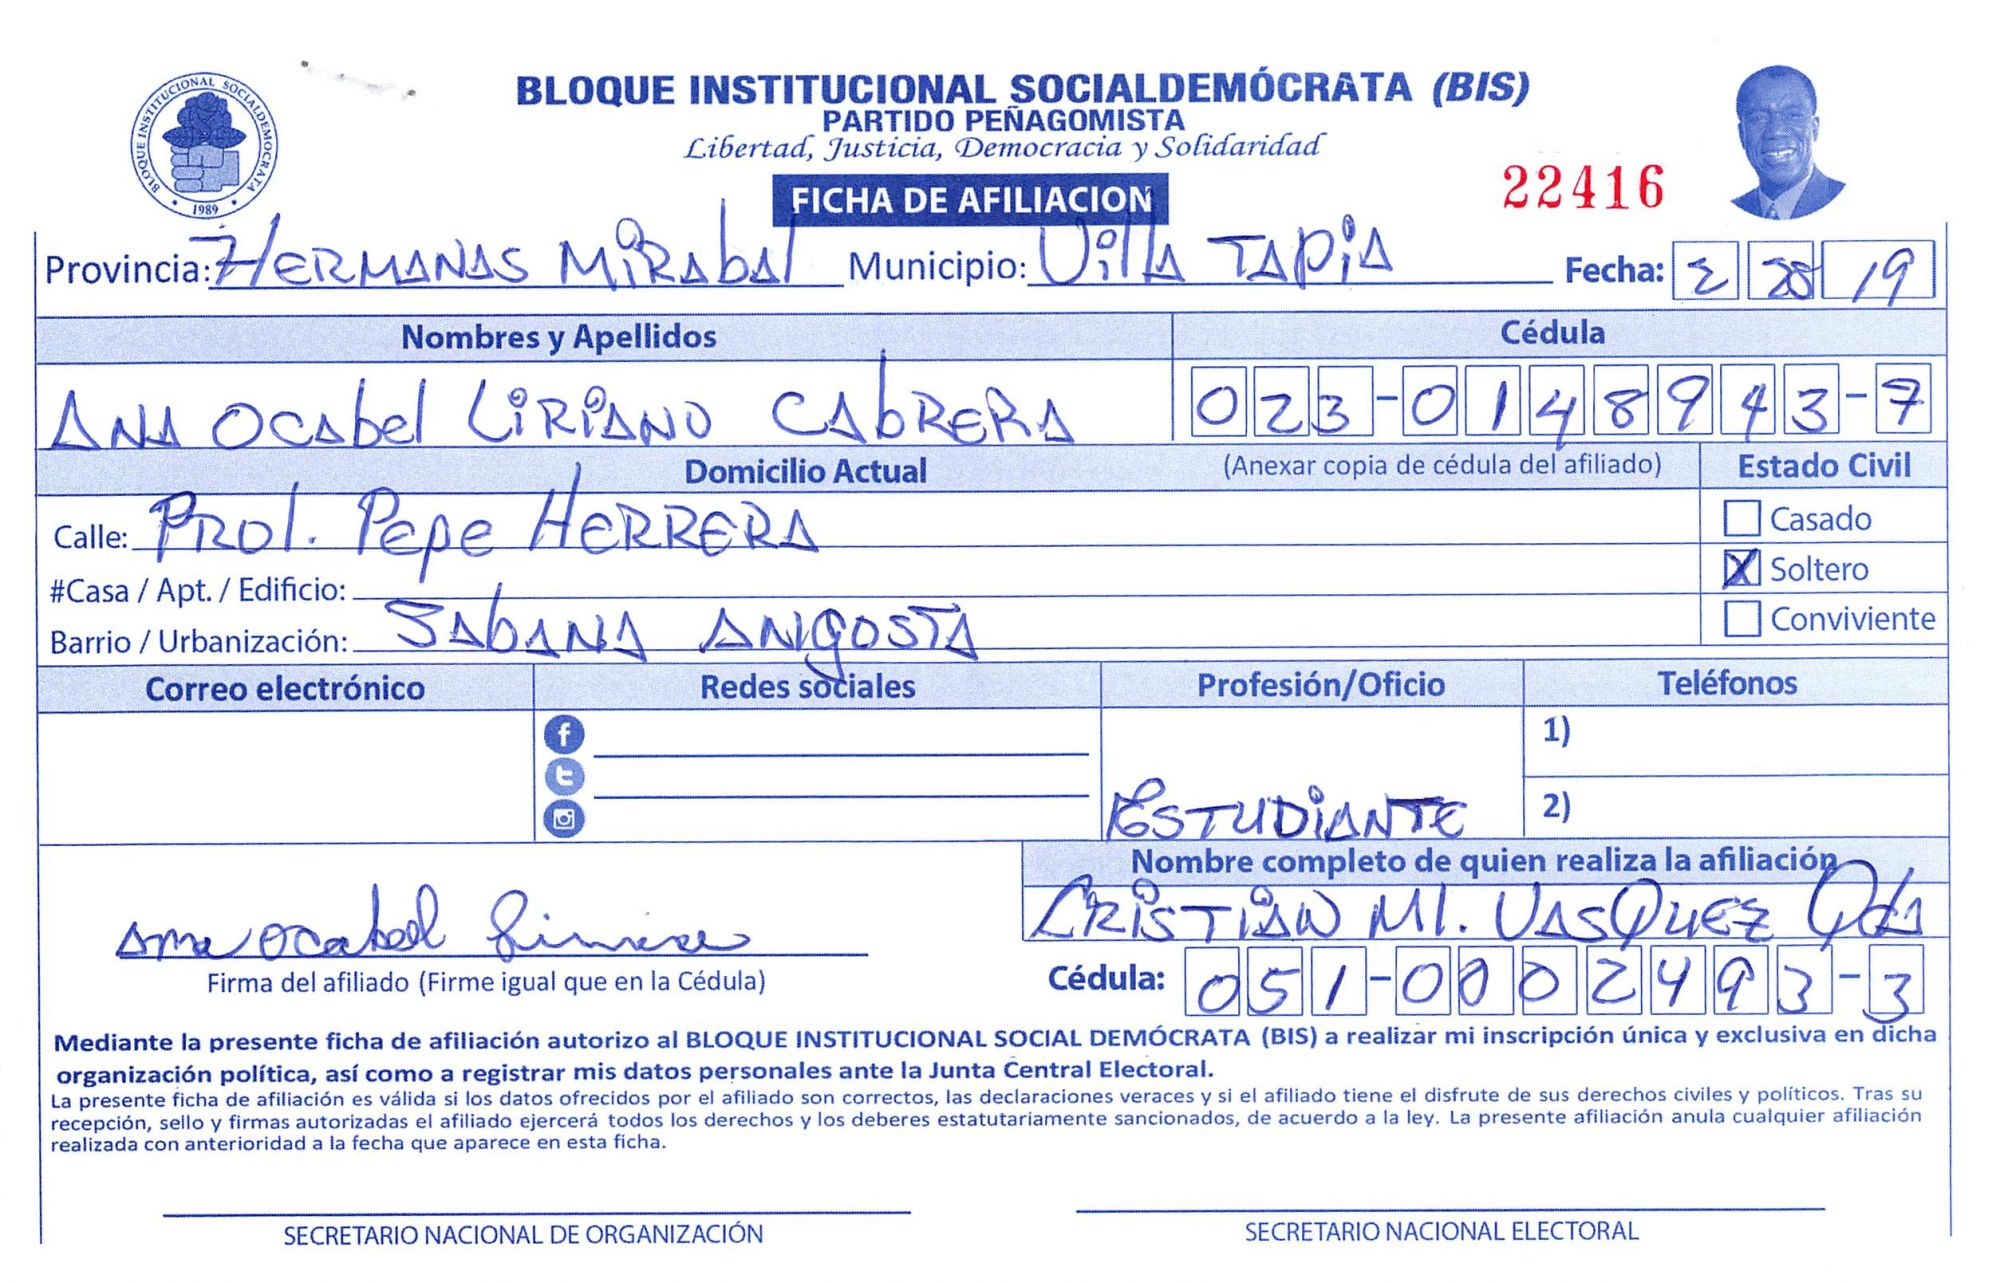 BLOQUE INSTITUCIONAL SOCIALDEMÓCRATA (BIS)
PARTIDO PEÑAGOMISTA
Libertad, Justicia, Democracia y Solidaridad
BLOQUE INSTITUCIONAL SOCIALDEMOCRATA
• 1989 •
22416
FICHA DE AFILIACION
Provincia: HERMANAS MIRAbAl Municipio: VillA TAPiA Fecha: 2 28 19
Nombres y Apellidos Cédula
ANA OCAbel LiRiANO CAbRERA 023-0148943-7
Domicilio Actual (Anexar copia de cédula del afiliado) Estado Civil
Calle: PROl. Pepe HERRERA Casado
#Casa / Apt. / Edificio: X Soltero
Barrio / Urbanización: SAbANA ANgOSTA Conviviente
Correo electrónico Redes sociales Profesión/Oficio Teléfonos
1)
ESTUDiANTE 2)
Nombre completo de quien realiza la afiliación
CRiSTiAN Ml. VASQUEZ
Ana Ocabel
Firma del afiliado (Firme igual que en la Cédula) Cédula: 051-0002493-3
Mediante la presente ficha de afiliación autorizo al BLOQUE INSTITUCIONAL SOCIAL DEMÓCRATA (BIS) a realizar mi inscripción única y exclusiva en dicha
organización política, así como a registrar mis datos personales ante la Junta Central Electoral.
La presente ficha de afiliación es válida si los datos ofrecidos por el afiliado son correctos, las declaraciones veraces y si el afiliado tiene el disfrute de sus derechos civiles y políticos. Tras su
recepción, sello y firmas autorizadas el afiliado ejercerá todos los derechos y los deberes estatutariamente sancionados, de acuerdo a la ley. La presente afiliación anula cualquier afiliación
realizada con anterioridad a la fecha que aparece en esta ficha.
SECRETARIO NACIONAL DE ORGANIZACIÓN SECRETARIO NACIONAL ELECTORAL